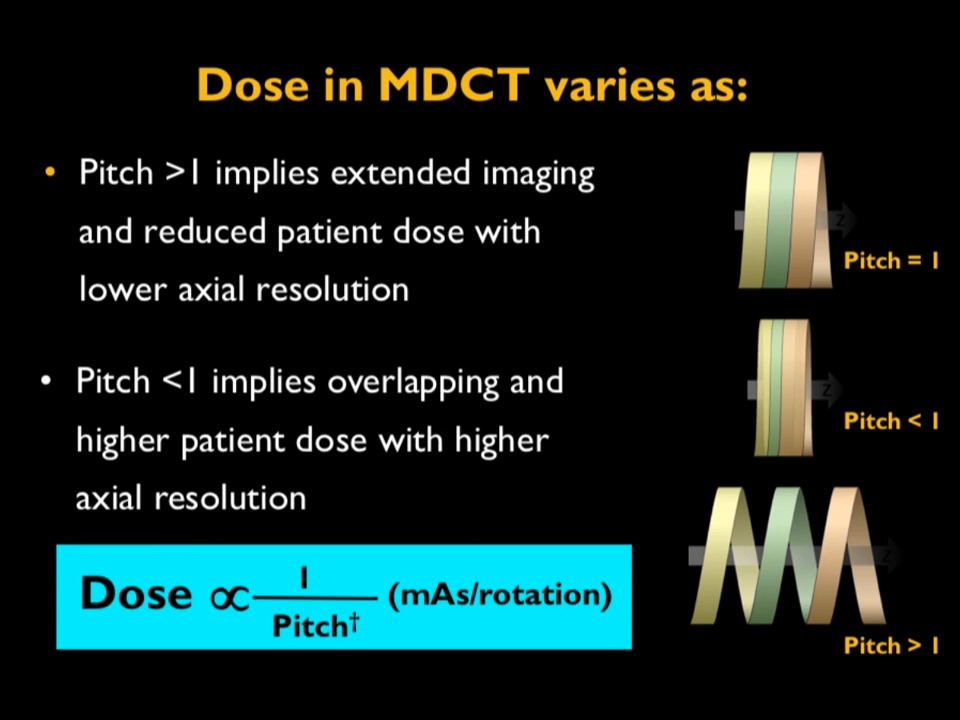 Dose in MDCT varies as:
• Pitch >1 implies extended imaging
and reduced patient dose with
lower axial resolution
• Pitch <1 implies overlapping and
higher patient dose with higher
axial resolution
Dose ∝ 1 / Pitch† (mAs/rotation)
Z
Pitch = 1
Z
Pitch < 1
Z
Pitch > 1